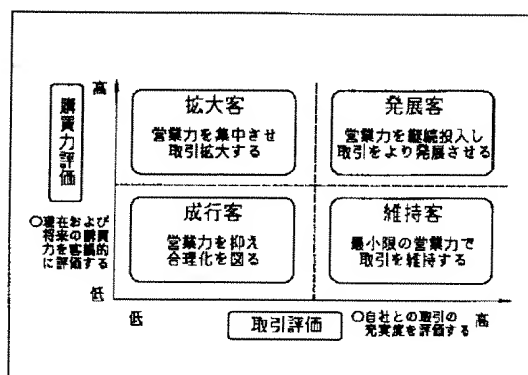 高
購買力評価
拡大客
営業力を集中させ
取引拡大する
発展客
営業力を継続投入し
取引をより発展させる
○現在および
将来の購買
力を客観的
に評価する
成行客
営業力を抑え
合理化を図る
維持客
最小限の営業力で
取引を維持する
低
低
取引評価
○自社との取引の
充実度を評価する
高